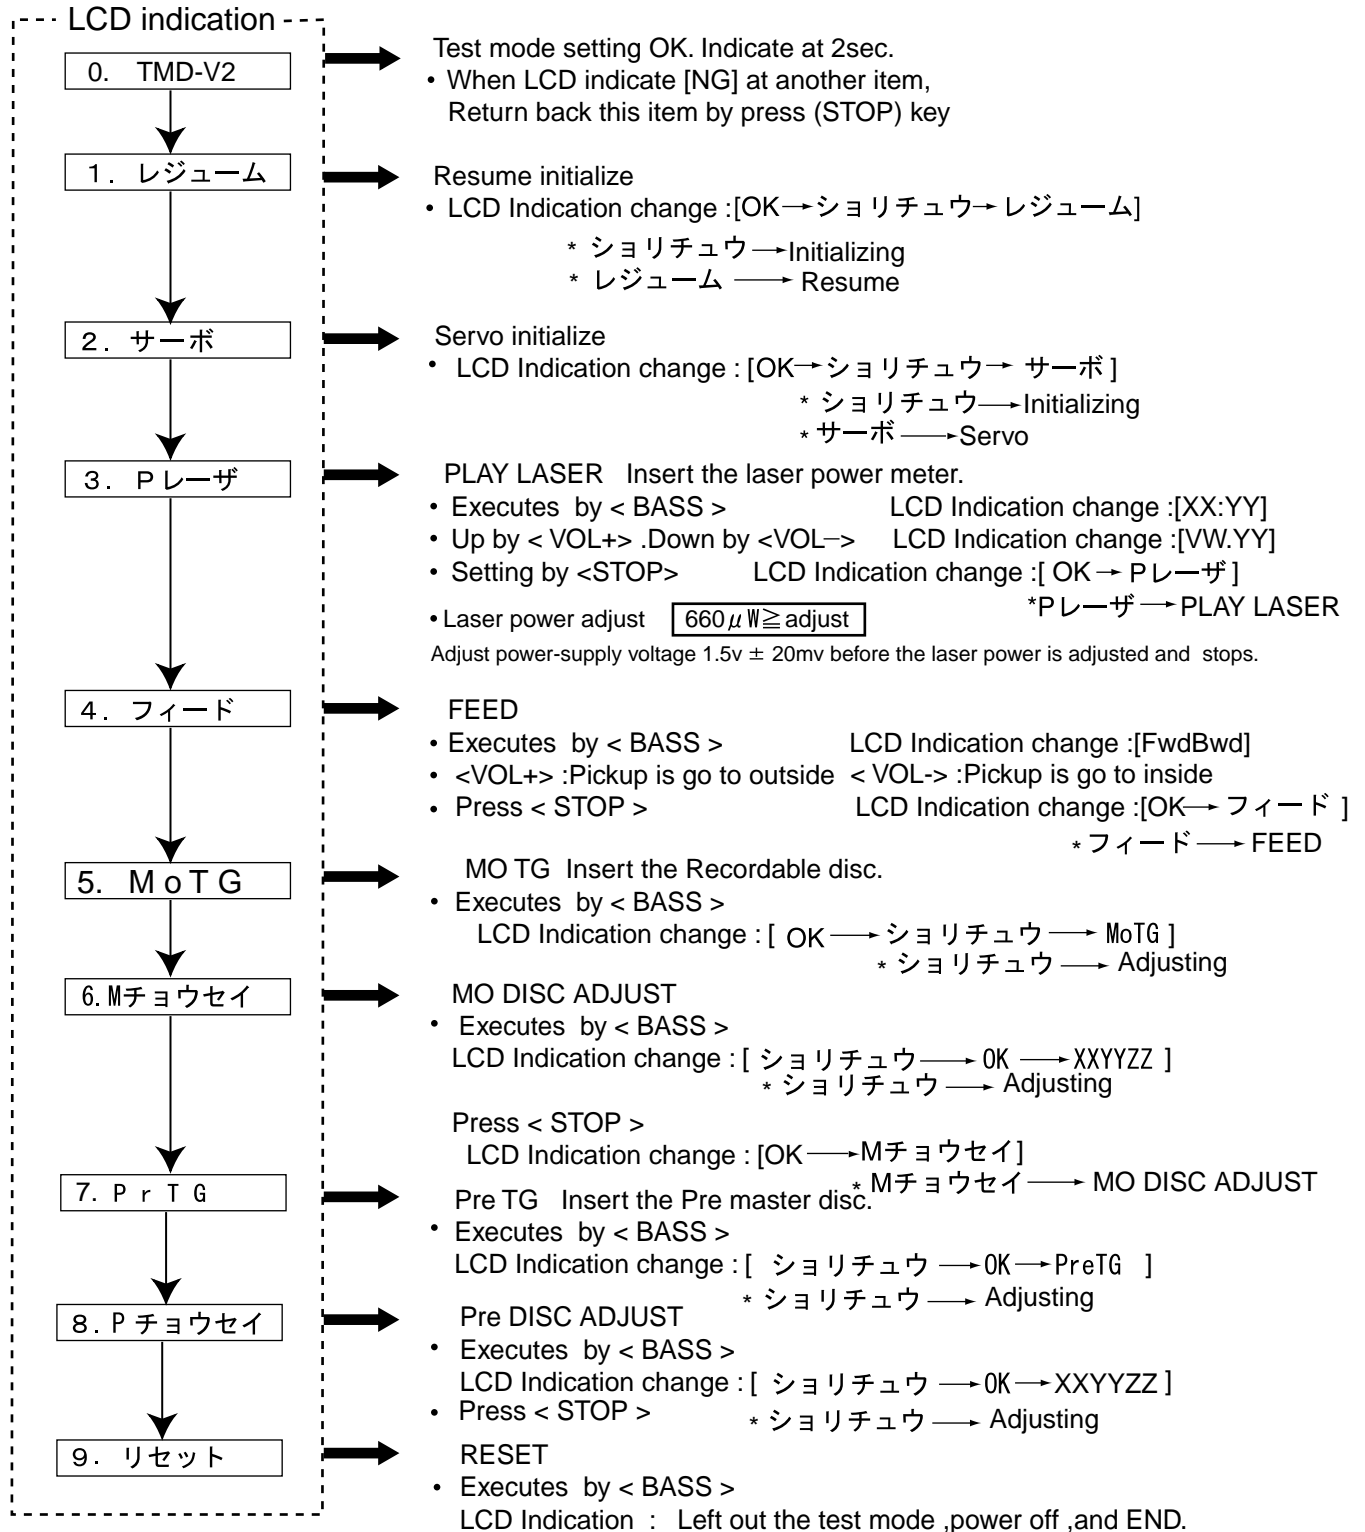 LCD indication
0. TMD-V2
Test mode setting OK. Indicate at 2sec.
• When LCD indicate [NG] at another item,
Return back this item by press (STOP) key
1. レジューム
Resume initialize
• LCD Indication change :[OK→ショリチュウ→ レジューム]
* ショリチュウ→Initializing
* レジューム → Resume
2. サーボ
Servo initialize
• LCD Indication change : [OK→ショリチュウ→ サーボ]
* ショリチュウ→Initializing
* サーボ→Servo
3. Pレーザ
PLAY LASER Insert the laser power meter.
• Executes by < BASS > LCD Indication change :[XX:YY]
• Up by < VOL+> .Down by <VOL−> LCD Indication change :[VW.YY]
• Setting by <STOP> LCD Indication change :[ OK→ Pレーザ]
*Pレーザ→PLAY LASER
• Laser power adjust 660μW≧adjust
Adjust power-supply voltage 1.5v ± 20mv before the laser power is adjusted and stops.
4. フィード
FEED
• Executes by < BASS > LCD Indication change :[FwdBwd]
• <VOL+> :Pickup is go to outside < VOL-> :Pickup is go to inside
• Press < STOP > LCD Indication change :[OK→ フィード ]
* フィード→ FEED
5. MoTG
MO TG Insert the Recordable disc.
• Executes by < BASS >
LCD Indication change : [ OK→ショリチュウ→ MoTG ]
* ショリチュウ→ Adjusting
6.Mチョウセイ
MO DISC ADJUST
• Executes by < BASS >
LCD Indication change : [ ショリチュウ→ OK →XXYYZZ ]
* ショリチュウ→ Adjusting
Press < STOP >
LCD Indication change : [OK→Mチョウセイ]
* Mチョウセイ→ MO DISC ADJUST
7. PrTG
Pre TG Insert the Pre master disc.
• Executes by < BASS >
LCD Indication change : [ ショリチュウ →OK→PreTG ]
* ショリチュウ→ Adjusting
8. Pチョウセイ
Pre DISC ADJUST
• Executes by < BASS >
LCD Indication change : [ ショリチュウ →OK→ XXYYZZ ]
• Press < STOP >
* ショリチュウ→ Adjusting
9. リセット
RESET
• Executes by < BASS >
LCD Indication : Left out the test mode ,power off ,and END.